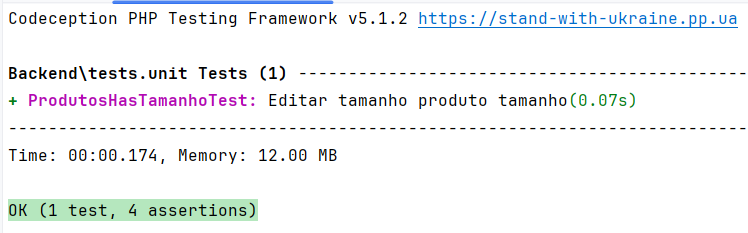 Codeception PHP Testing Framework v5.1.2 https://stand-with-ukraine.pp.ua
Backend\tests.unit Tests (1) --------------------------------------------
+ ProdutosHasTamanhoTest: Editar tamanho produto tamanho(0.07s)
-------------------------------------------------------------------------
Time: 00:00.174, Memory: 12.00 MB
OK (1 test, 4 assertions)